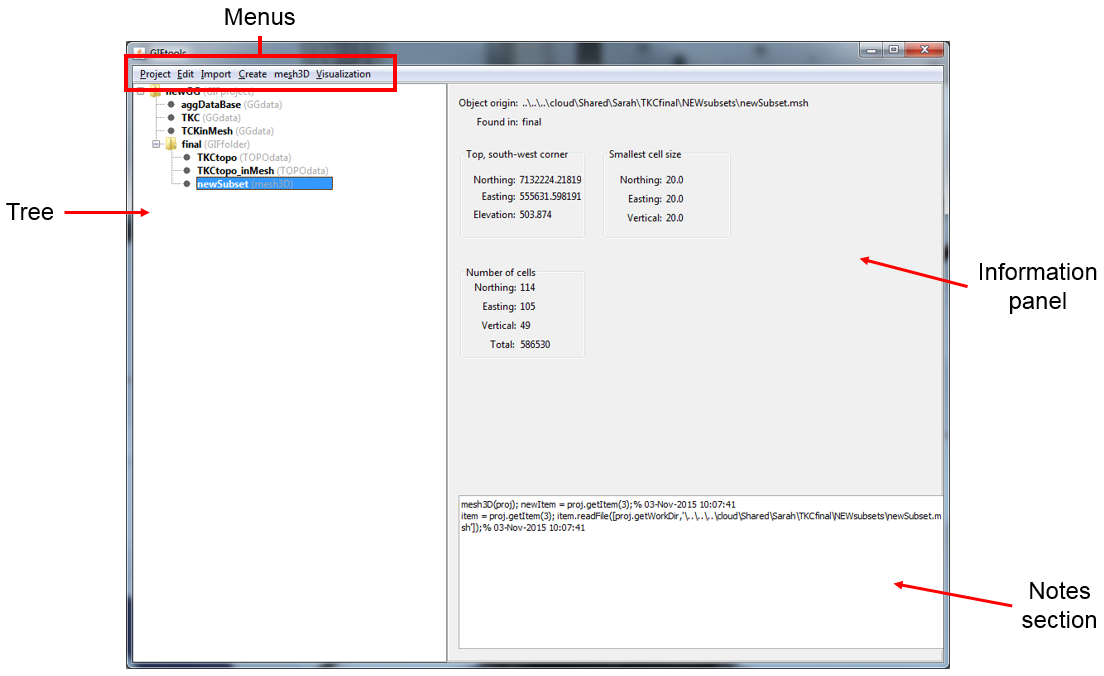 Menus
GIFtools
Project Edit Import Create mesh3D Visualization
newGG (GIFproject)
aggDataBase (GGdata)
TKC (GGdata)
TCKinMesh (GGdata)
final (GIFfolder)
TKCtopo (TOPOdata)
TKCtopo_inMesh (TOPOdata)
newSubset (mesh3D)
Tree
Object origin: ..\..\..\cloud\Shared\Sarah\TKCfinal\NEWsubsets\newSubset.msh
Found in: final
Top, south-west corner
Northing: 7132224.21819
Easting: 555631.598191
Elevation: 503.874
Smallest cell size
Northing: 20.0
Easting: 20.0
Vertical: 20.0
Number of cells
Northing: 114
Easting: 105
Vertical: 49
Total: 586530
Information
panel
mesh3D(proj); newItem = proj.getItem(3);% 03-Nov-2015 10:07:41
item = proj.getItem(3); item.readFile([proj.getWorkDir,'\..\..\..\cloud\Shared\Sarah\TKCfinal\NEWsubsets\newSubset.m
sh']);% 03-Nov-2015 10:07:41
Notes
section